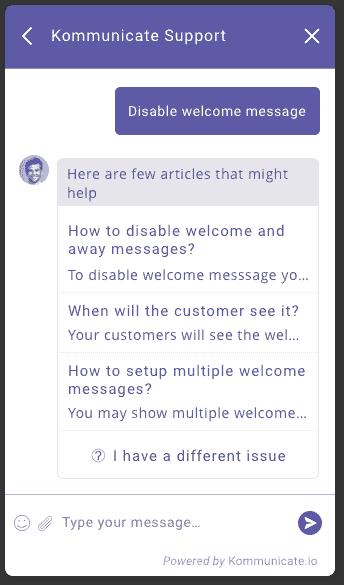 Kommunicate Support
Disable welcome message
Here are few articles that might
help
How to disable welcome and
away messages?
To disable welcome messsage yo...
When will the customer see it?
Your customers will see the wel...
How to setup multiple welcome
messages?
You may show multiple welcome...
I have a different issue
Type your message...
Powered by Kommunicate.io